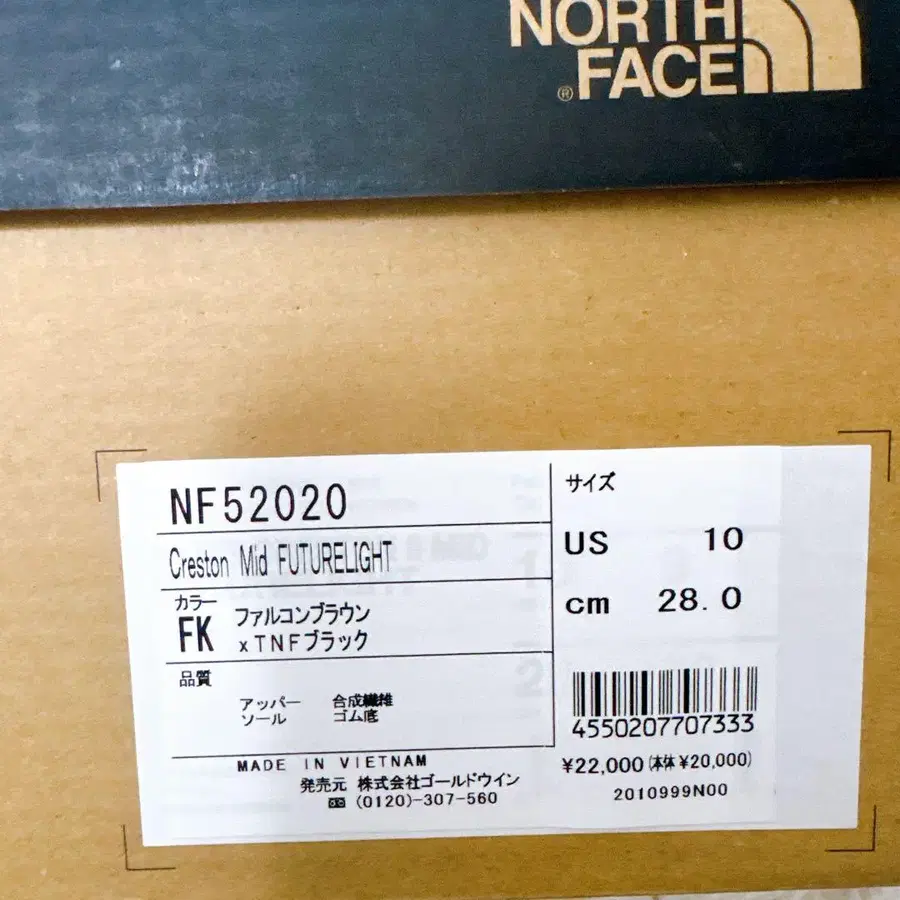 NORTH
FACE
®
NF52020
Creston Mid FUTURELIGHT
カラー
FK
ファルコンブラウン
xTNFブラック
品質
アッパー 合成繊維
ソール ゴム底
MADE IN VIETNAM
発売元 株式会社ゴールドウイン
(0120)-307-560
サイズ
US 10
cm 28.0
4550207707333
¥22,000(本体¥20,000)
2010999N00